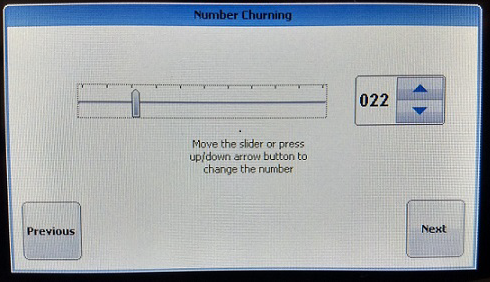 Number Churning
022
Move the slider or press
up/down arrow button to
change the number
Previous
Next